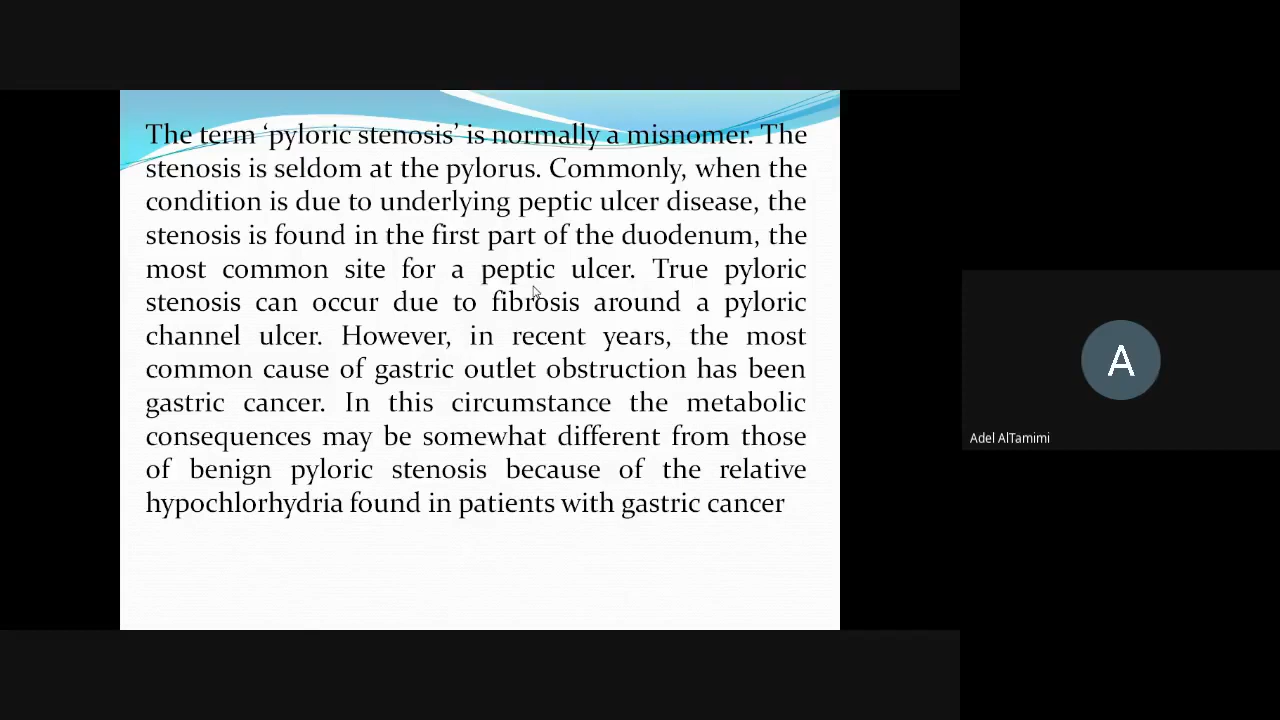 The term ‘pyloric stenosis’ is normally a misnomer. The
stenosis is seldom at the pylorus. Commonly, when the
condition is due to underlying peptic ulcer disease, the
stenosis is found in the first part of the duodenum, the
most common site for a peptic ulcer. True pyloric
stenosis can occur due to fibrosis around a pyloric
channel ulcer. However, in recent years, the most
common cause of gastric outlet obstruction has been
gastric cancer. In this circumstance the metabolic
consequences may be somewhat different from those
of benign pyloric stenosis because of the relative
hypochlorhydria found in patients with gastric cancer
A
Adel AlTamimi